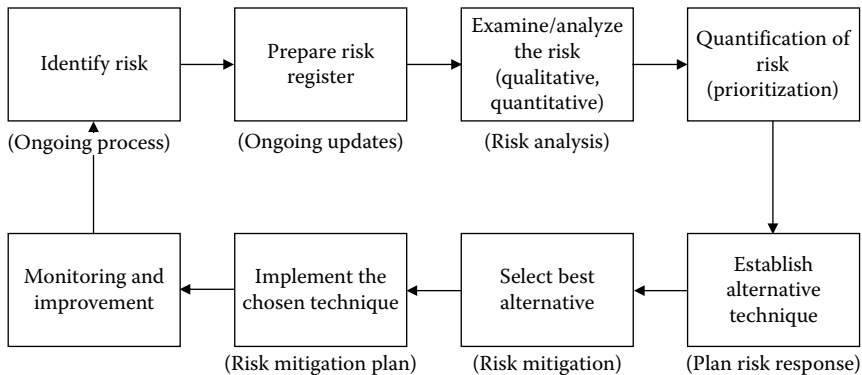 Identify risk
(Ongoing process)
Prepare risk
register
(Ongoing updates)
Examine/analyze
the risk
(qualitative,
quantitative)
(Risk analysis)
Quantification of
risk
(prioritization)
Establish
alternative
technique
(Plan risk response)
Select best
alternative
(Risk mitigation)
Implement the
chosen technique
(Risk mitigation plan)
Monitoring and
improvement